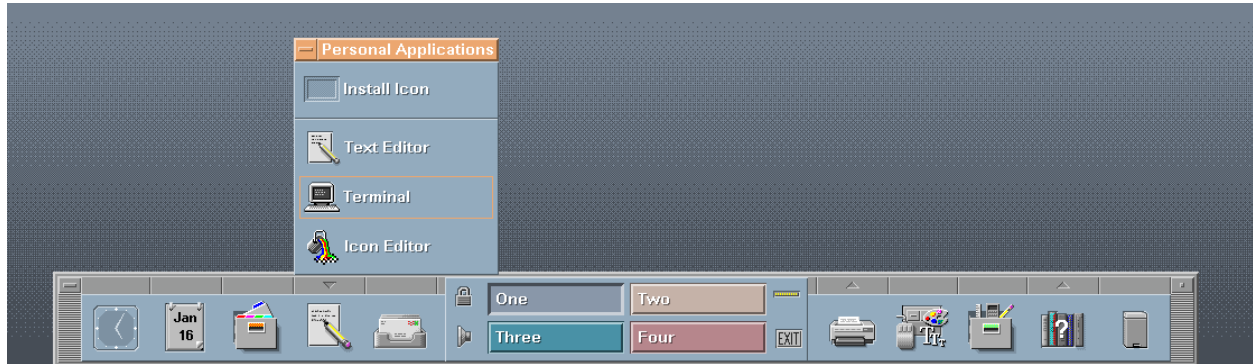 Personal Applications
Install Icon
Text Editor
Terminal
Icon Editor
One
Two
Jan
16
Three
Four
EXIT